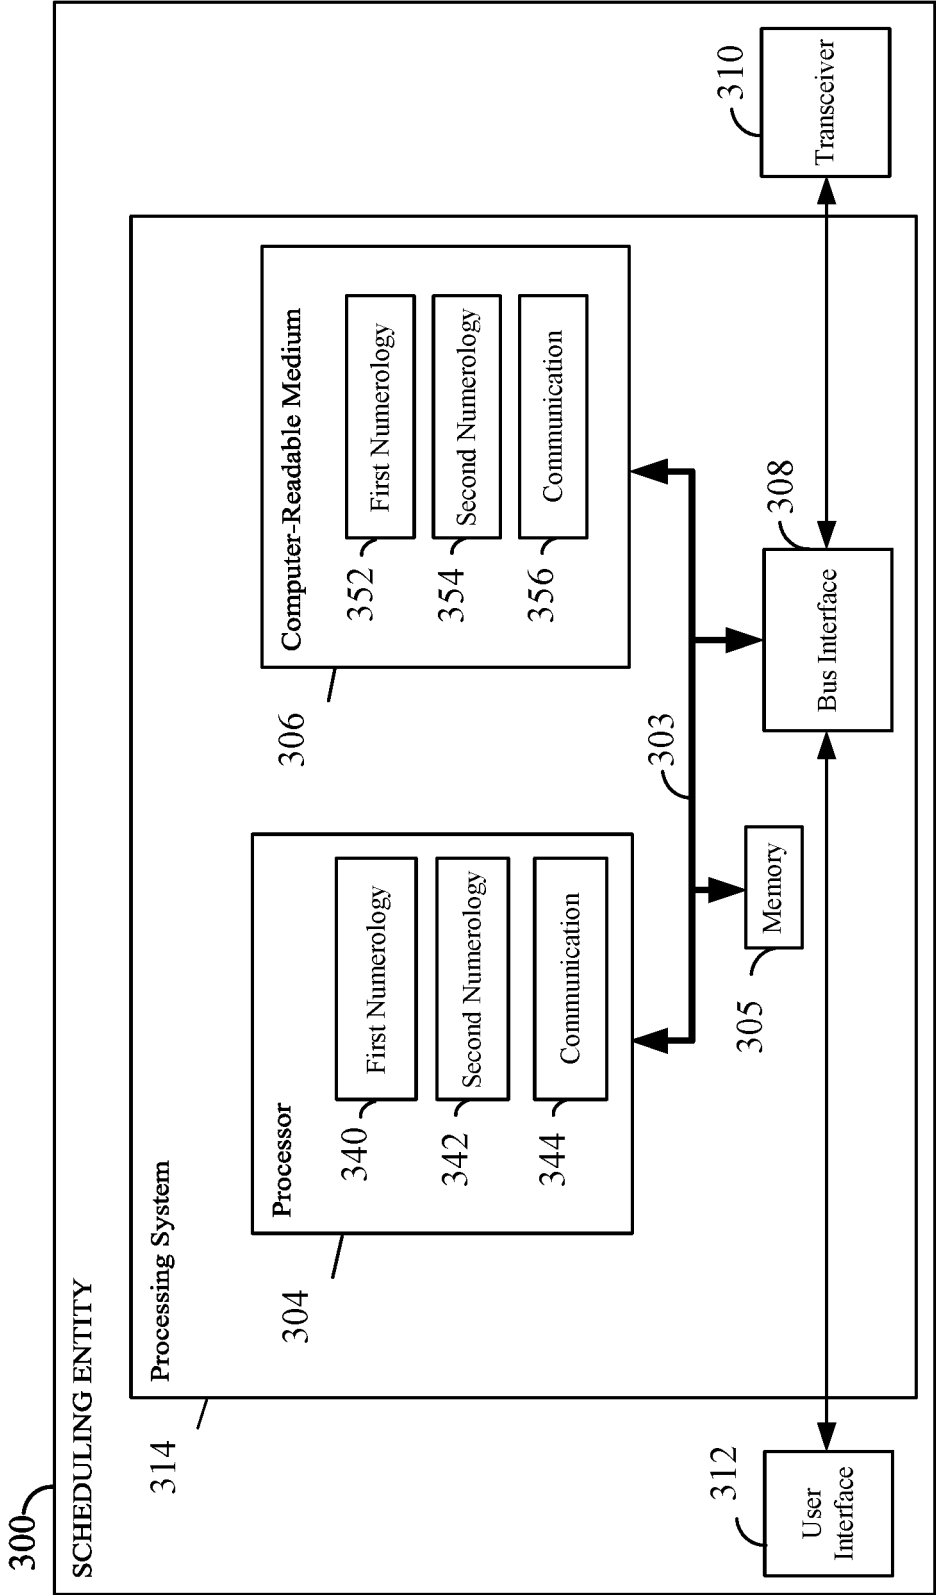 300
SCHEDULING ENTITY
314
Processing System
304
Processor
340
First Numerology
342
Second Numerology
344
Communication
306
Computer-Readable Medium
352
First Numerology
354
Second Numerology
356
Communication
303
305
Memory
308
Bus Interface
312
User
Interface
310
Transceiver